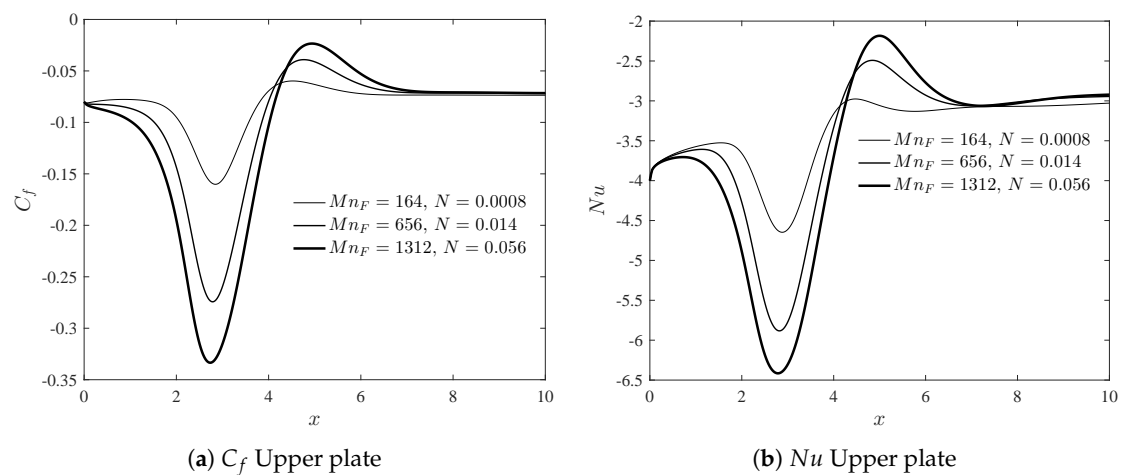 0
-0.05
-0.1
-0.15
-0.2
-0.25
-0.3
-0.35
C_f
0 2 4 6 8 10
x
Mn_F = 164, N = 0.0008
Mn_F = 656, N = 0.014
Mn_F = 1312, N = 0.056
(a) C_f Upper plate
-2
-2.5
-3
-3.5
-4
-4.5
-5
-5.5
-6
-6.5
Nu
0 2 4 6 8 10
x
Mn_F = 164, N = 0.0008
Mn_F = 656, N = 0.014
Mn_F = 1312, N = 0.056
(b) Nu Upper plate